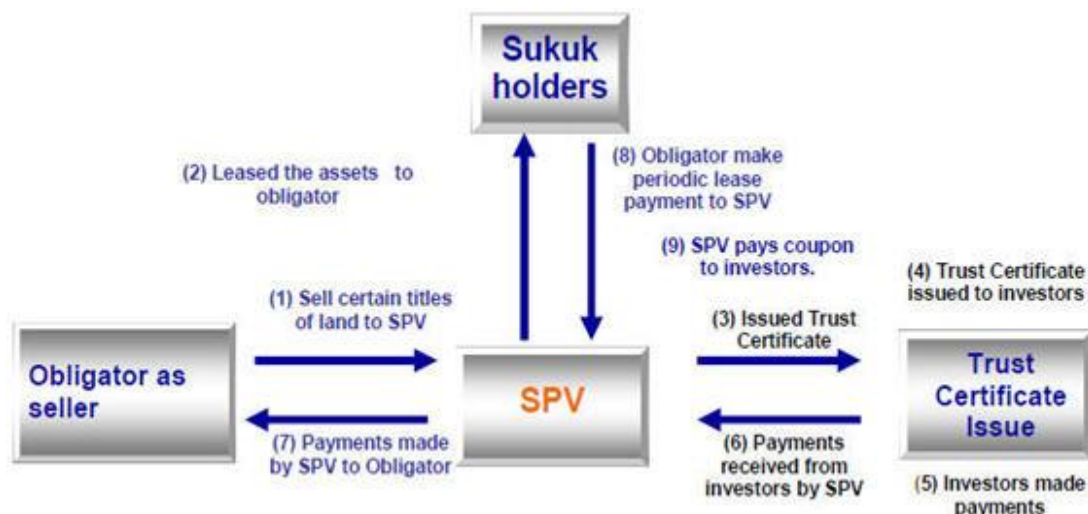 Sukuk
holders
(2) Leased the assets to
obligator
(8) Obligator make
periodic lease
payment to SPV
(9) SPV pays coupon
to investors.
(4) Trust Certificate
issued to investors
(1) Sell certain titles
of land to SPV
(3) Issued Trust
Certificate
Obligator as
seller
SPV
Trust
Certificate
Issue
(7) Payments made
by SPV to Obligator
(6) Payments
received from
investors by SPV
(5) Investors made
payments